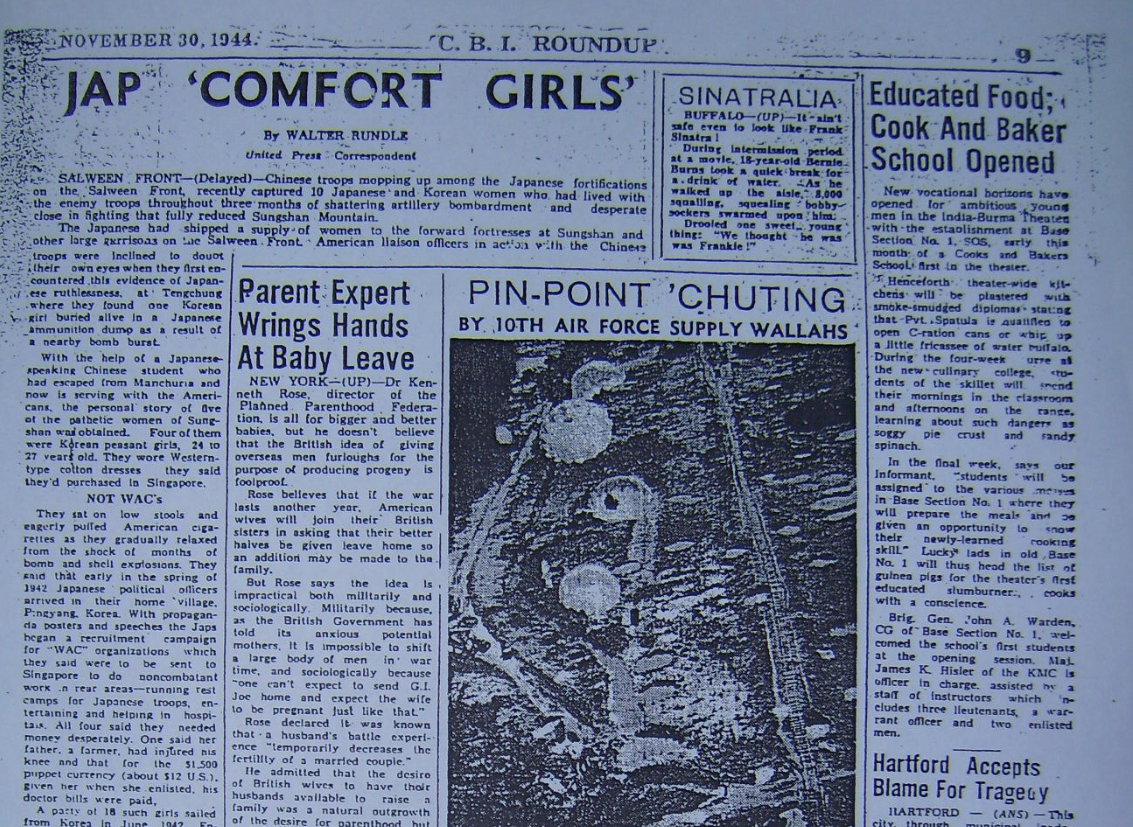 NOVEMBER 30, 1944.
C. B. I. ROUNDUP
9
JAP 'COMFORT GIRLS'
By WALTER RUNDLE
United Press Correspondent
SALWEEN FRONT—(Delayed)—Chinese troops mopping up among the Japanese fortifications
on the Salween Front, recently captured 10 Japanese and Korean women who had lived with
the enemy troops throughout three months of shattering artillery bombardment and desperate
close in fighting that fully reduced Sungshan Mountain.
The Japanese had shipped a supply of women to the forward fortresses at Sungshan and
other large garrisons on the Salween Front. American liaison officers in action with the Chinese
troops were inclined to doubt
their own eyes when they first en-
countered this evidence of Japan-
ese ruthlessness, at Tengchung
where they found one Korean
girl buried alive in a Japanese
ammunition dump as a result of
a nearby bomb burst.
With the help of a Japanese-
speaking Chinese student who
had escaped from Manchuria and
now is serving with the Ameri-
cans, the personal story of five
of the pathetic women of Sung-
shan was obtained. Four of them
were Korean peasant girls, 24 to
27 years old. They wore Western-
type cotton dresses they said
they'd purchased in Singapore.
NOT WAC's
They sat on low stools and
eagerly puffed American ciga-
rettes as they gradually relaxed
from the shock of months of
bomb and shell explosions. They
said that early in the spring of
1942 Japanese political officers
arrived in their home village,
Pingyang, Korea. With propagan-
da posters and speeches the Japs
began a recruitment campaign
for "WAC" organizations which
they said were to be sent to
Singapore to do noncombatant
work in rear areas—running rest
camps for Japanese troops, en-
tertaining and helping in hospi-
tals. All four said they needed
money desperately. One said her
father, a farmer, had injured his
knee and that for the $1,500
puppet currency (about $12 U.S.),
given her when she enlisted, his
doctor bills were paid.
A party of 18 such girls sailed
from Korea in June 1942.
Parent Expert
Wrings Hands
At Baby Leave
NEW YORK—(UP)—Dr Ken-
neth Rose, director of the
Planned Parenthood Federa-
tion, is all for bigger and better
babies, but he doesn't believe
that the British idea of giving
overseas men furloughs for the
purpose of producing progeny is
foolproof.
Rose believes that if the war
lasts another year, American
wives will join their British
sisters in asking that their better
halves be given leave home so
an addition may be made to the
family.
But Rose says the idea is
impractical both militarily and
sociologically. Militarily because,
as the British Government has
told its anxious potential
mothers, it is impossible to shift
a large body of men in war
time, and sociologically because
"one can't expect to send G.I.
Joe home and expect the wife
to be pregnant just like that."
Rose declared it was known
that a husband's battle experi-
ence "temporarily decreases the
fertility of a married couple."
He admitted that the desire
of British wives to have their
husbands available to raise a
family was a natural outgrowth
of the desire for parenthood, but
SINATRALIA
BUFFALO—(UP)—It ain't
safe even to look like Frank
Sinatra!
During intermission period
at a movie, 18-year-old Bernie
Burns took a quick break for
a drink of water. As he
walked up the aisle, 8,000
squalling, squealing bobby-
sockers swarmed upon him.
Drooled one sweet young
thing: "We thought he was
was Frankie!"
PIN-POINT 'CHUTING
BY 10TH AIR FORCE SUPPLY WALLAHS
Educated Food;
Cook And Baker
School Opened
New vocational horizons have
opened for ambitious young
men in the India-Burma Theater
with the establishment at Base
Section No. 1, SOS, early this
month of a Cooks and Bakers
School, first in the theater.
Henceforth theater-wide kit-
chens will be plastered with
smoke-smudged diplomas stating
that Pvt. Spatula is qualified to
open C-ration cans or whip up
a little fricassee of water buffalo.
During the four-week at
the new culinary college, stu-
dents of the skillet will spend
their mornings in the classroom
and afternoons on the range,
learning about such dangers as
soggy pie crust and sandy
spinach.
In the final week, says our
informant, "students will be
assigned to the various messes
in Base Section No. 1 where they
will prepare the meals and be
given an opportunity to show
their newly-learned cooking
skill." Lucky lads in old Base
No. 1 will thus head the list of
guinea pigs for the theater's first
educated slumburner, cooks
with a conscience.
Brig. Gen. John A. Warden,
CG of Base Section No. 1, wel-
comed the school's first students
at the opening session. Maj.
James K. Hisler of the KMC is
officer in charge, assisted by a
staff of instructors which in-
cludes three lieutenants, a war-
rant officer and two enlisted
men.
Hartford Accepts
Blame For Tragedy
HARTFORD — (ANS) — This
city, through